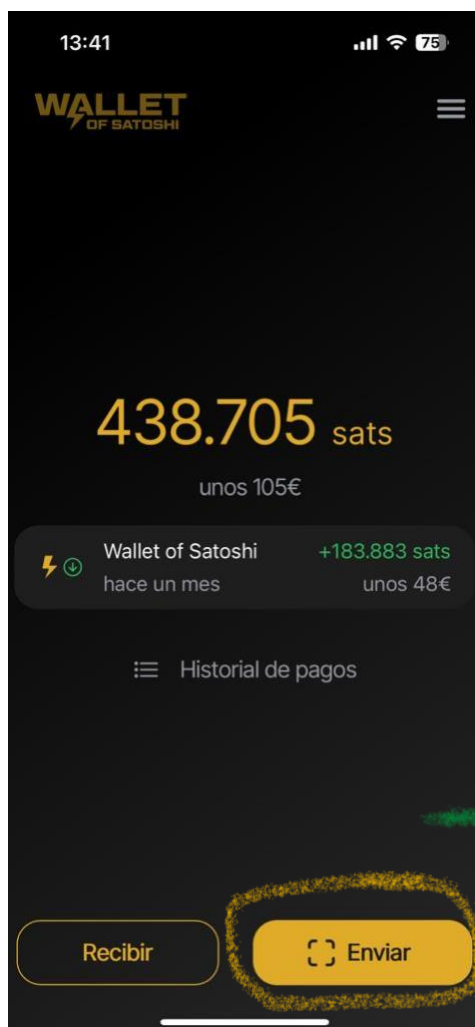 13:41
75
WALLET
OF SATOSHI
438.705 sats
unos 105€
Wallet of Satoshi +183.883 sats
hace un mes unos 48€
Historial de pagos
Recibir Enviar